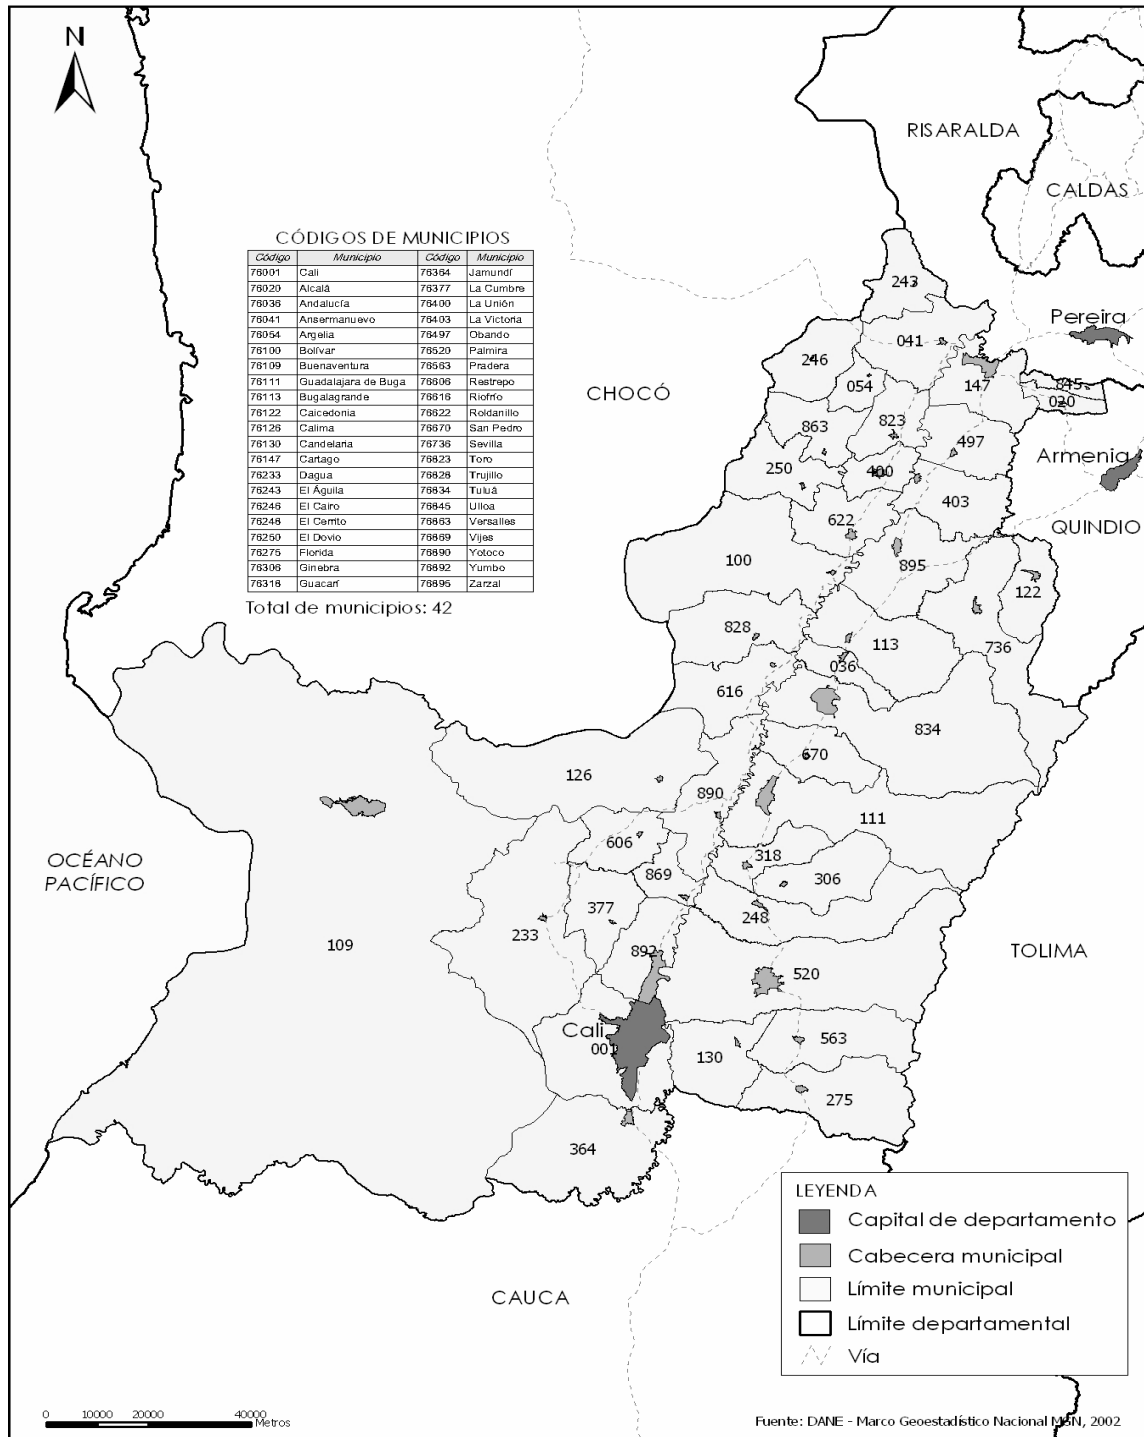 N
RISARALDA
CALDAS
CÓDIGOS DE MUNICIPIOS
Código Municipio Código Municipio
76001 Cali 76364 Jamundí
76020 Alcalá 76377 La Cumbre
76036 Andalucía 76400 La Unión
76041 Ansermanuevo 76403 La Victoria
76054 Argelia 76497 Obando
76100 Bolívar 76520 Palmira
76109 Buenaventura 76563 Pradera
76111 Guadalajara de Buga 76606 Restrepo
76113 Bugalagrande 76616 Riofrío
76122 Caicedonia 76622 Roldanillo
76126 Calima 76670 San Pedro
76130 Candelaria 76736 Sevilla
76147 Cartago 76823 Toro
76233 Dagua 76828 Trujillo
76243 El Águila 76834 Tuluá
76246 El Cairo 76845 Ulloa
76248 El Cerrito 76863 Versalles
76250 El Dovio 76869 Vijes
76275 Florida 76890 Yotoco
76306 Ginebra 76892 Yumbo
76318 Guacarí 76895 Zarzal
Total de municipios: 42
243
Pereira
041
246
054
147
845
020
CHOCÓ
823
863
497
Armenia
250
400
403
622
QUINDIO
100
895
122
828
113
736
036
616
834
670
126
890
111
OCÉANO
PACÍFICO
606
318
869
306
377
248
233
109
892
TOLIMA
520
Cali
001
563
130
275
364
LEYENDA
Capital de departamento
Cabecera municipal
Límite municipal
Límite departamental
Vía
CAUCA
0 10000 20000 40000
Metros
Fuente: DANE - Marco Geoestadístico Nacional MGN, 2002